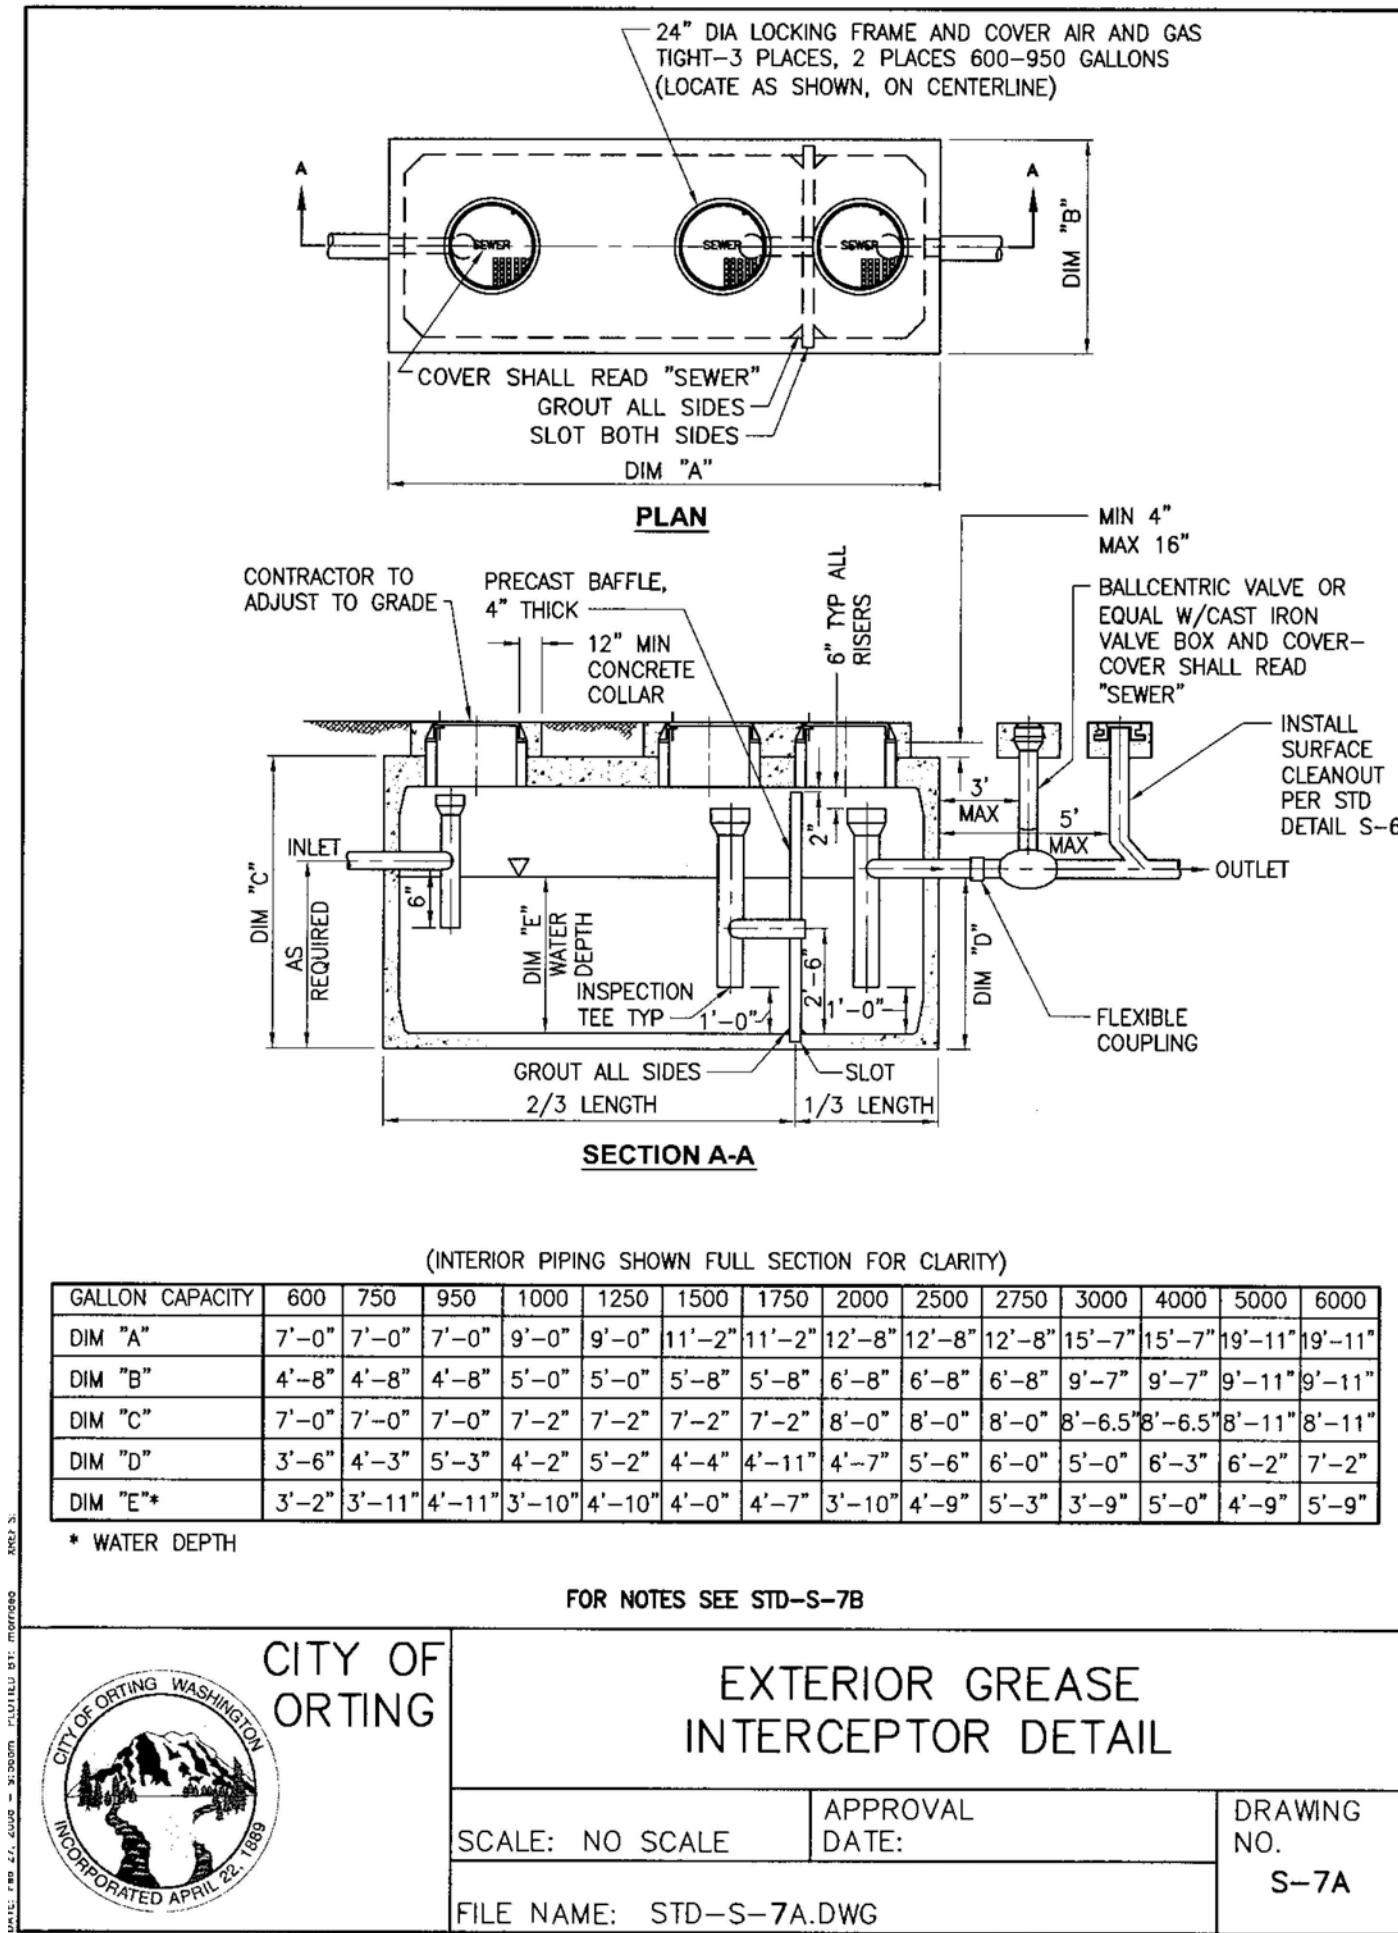 24" DIA LOCKING FRAME AND COVER AIR AND GAS
TIGHT-3 PLACES, 2 PLACES 600-950 GALLONS
(LOCATE AS SHOWN, ON CENTERLINE)
A
A
SEWER
SEWER
SEWER
DIM "B"
COVER SHALL READ "SEWER"
GROUT ALL SIDES
SLOT BOTH SIDES
DIM "A"
PLAN
MIN 4"
MAX 16"
CONTRACTOR TO
ADJUST TO GRADE
PRECAST BAFFLE,
4" THICK
12" MIN
CONCRETE
COLLAR
6" TYP ALL
RISERS
BALLCENTRIC VALVE OR
EQUAL W/CAST IRON
VALVE BOX AND COVER-
COVER SHALL READ
"SEWER"
INSTALL
SURFACE
CLEANOUT
PER STD
DETAIL S-6
3'
MAX
5'
MAX
2"
INLET
OUTLET
DIM "C"
AS
REQUIRED
6"
DIM "E"
WATER
DEPTH
INSPECTION
TEE TYP
1'-0"
2'-6"
1'-0"
DIM "D"
FLEXIBLE
COUPLING
GROUT ALL SIDES
SLOT
2/3 LENGTH
1/3 LENGTH
SECTION A-A
(INTERIOR PIPING SHOWN FULL SECTION FOR CLARITY)
GALLON CAPACITY 600 750 950 1000 1250 1500 1750 2000 2500 2750 3000 4000 5000 6000
DIM "A" 7'-0" 7'-0" 7'-0" 9'-0" 9'-0" 11'-2" 11'-2" 12'-8" 12'-8" 12'-8" 15'-7" 15'-7" 19'-11" 19'-11"
DIM "B" 4'-8" 4'-8" 4'-8" 5'-0" 5'-0" 5'-8" 5'-8" 6'-8" 6'-8" 6'-8" 9'-7" 9'-7" 9'-11" 9'-11"
DIM "C" 7'-0" 7'-0" 7'-0" 7'-2" 7'-2" 7'-2" 7'-2" 8'-0" 8'-0" 8'-0" 8'-6.5" 8'-6.5" 8'-11" 8'-11"
DIM "D" 3'-6" 4'-3" 5'-3" 4'-2" 5'-2" 4'-4" 4'-11" 4'-7" 5'-6" 6'-0" 5'-0" 6'-3" 6'-2" 7'-2"
DIM "E"* 3'-2" 3'-11" 4'-11" 3'-10" 4'-10" 4'-0" 4'-7" 3'-10" 4'-9" 5'-3" 3'-9" 5'-0" 4'-9" 5'-9"
* WATER DEPTH
FOR NOTES SEE STD-S-7B
CITY OF ORTING WASHINGTON
INCORPORATED APRIL 22, 1889
CITY OF
ORTING
EXTERIOR GREASE
INTERCEPTOR DETAIL
SCALE: NO SCALE
APPROVAL
DATE:
DRAWING
NO.
S-7A
FILE NAME: STD-S-7A.DWG